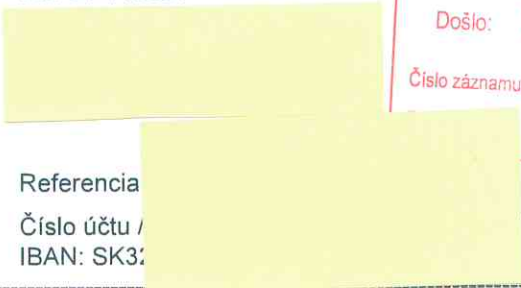 Došlo:
Číslo záznamu
Referencia
Číslo účtu /
IBAN: SK32